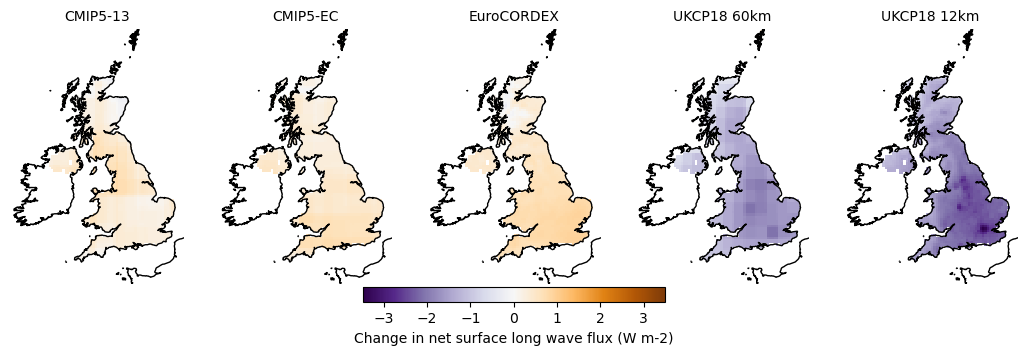 CMIP5-13 CMIP5-EC EuroCORDEX UKCP18 60km UKCP18 12km
−3 −2 −1 0 1 2 3
Change in net surface long wave flux (W m-2)